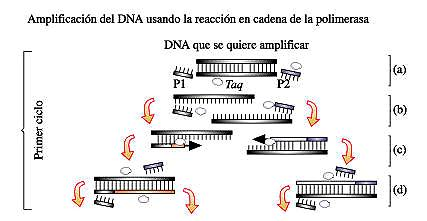 Amplificación del DNA usando la reacción en cadena de la polimerasa
DNA que se quiere amplificar
P1 Taq P2
(a)
(b)
(c)
(d)
Primer ciclo